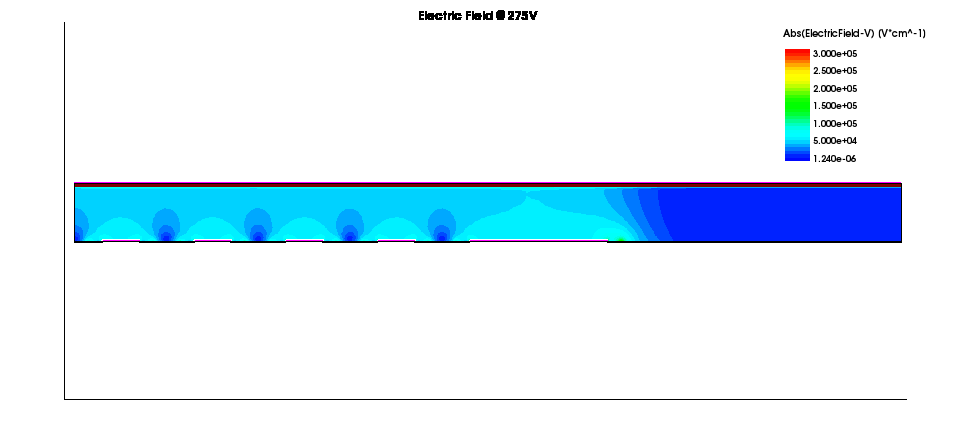 Electric Field @ 275V
Abs(ElectricField-V) (V*cm^-1)
3.000e+05
2.500e+05
2.000e+05
1.500e+05
1.000e+05
5.000e+04
1.240e-06